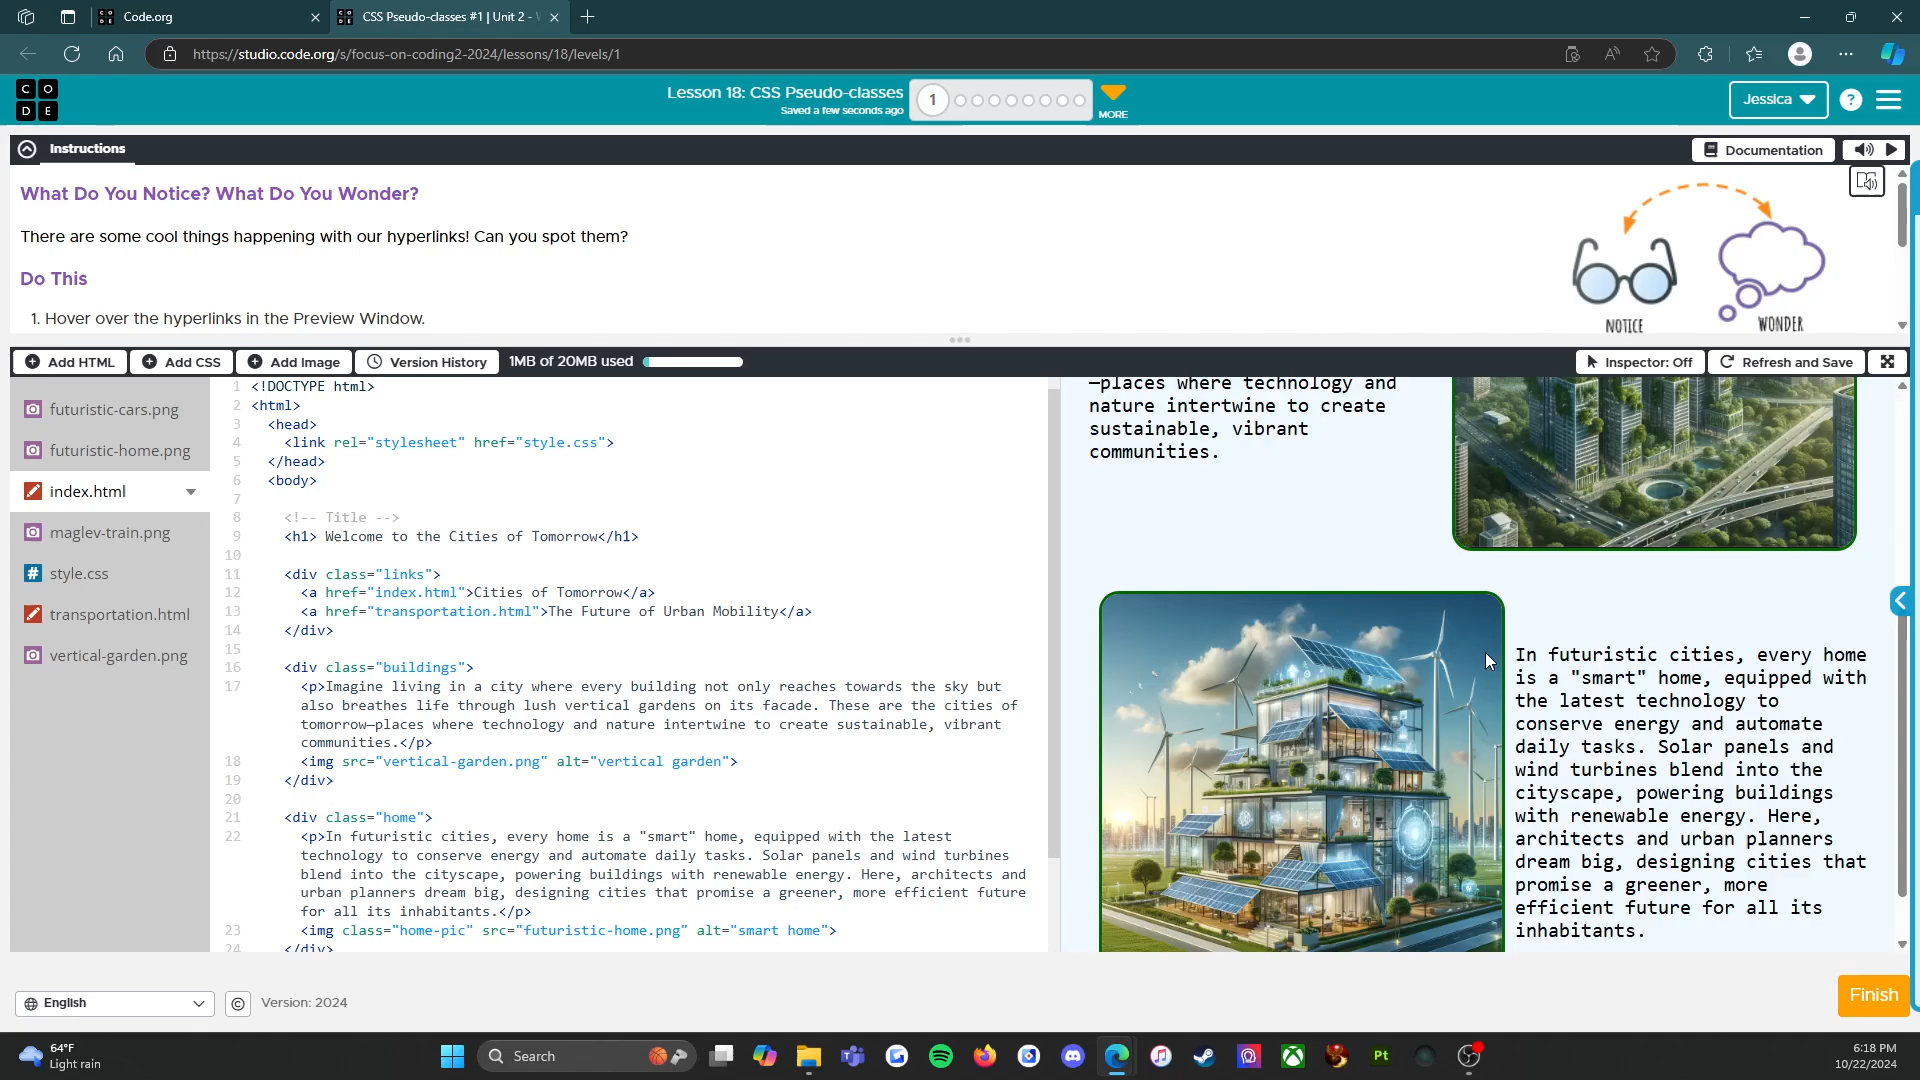 Code.org
CSS Pseudo-classes #1 | Unit 2 -
https://studio.code.org/s/focus-on-coding2-2024/lessons/18/levels/1
C O
D E
Lesson 18: CSS Pseudo-classes
Saved a few seconds ago
1
MORE
Jessica
?
Instructions
Documentation
What Do You Notice? What Do You Wonder?
There are some cool things happening with our hyperlinks! Can you spot them?
Do This
1. Hover over the hyperlinks in the Preview Window.
NOTICE
WONDER
Add HTML
Add CSS
Add Image
Version History
1MB of 20MB used
Inspector: Off
Refresh and Save
futuristic-cars.png
futuristic-home.png
index.html
maglev-train.png
style.css
transportation.html
vertical-garden.png
1 <!DOCTYPE html>
2 <html>
3 <head>
4 <link rel="stylesheet" href="style.css">
5 </head>
6 <body>
7
8 <!-- Title -->
9 <h1> Welcome to the Cities of Tomorrow</h1>
10
11 <div class="links">
12 <a href="index.html">Cities of Tomorrow</a>
13 <a href="transportation.html">The Future of Urban Mobility</a>
14 </div>
15
16 <div class="buildings">
17 <p>Imagine living in a city where every building not only reaches towards the sky but
also breathes life through lush vertical gardens on its facade. These are the cities of
tomorrow—places where technology and nature intertwine to create sustainable, vibrant
communities.</p>
18 <img src="vertical-garden.png" alt="vertical garden">
19 </div>
20
21 <div class="home">
22 <p>In futuristic cities, every home is a "smart" home, equipped with the latest
technology to conserve energy and automate daily tasks. Solar panels and wind turbines
blend into the cityscape, powering buildings with renewable energy. Here, architects and
urban planners dream big, designing cities that promise a greener, more efficient future
for all its inhabitants.</p>
23 <img class="home-pic" src="futuristic-home.png" alt="smart home">
24 </div>
—places where technology and
nature intertwine to create
sustainable, vibrant
communities.
In futuristic cities, every home
is a "smart" home, equipped with
the latest technology to
conserve energy and automate
daily tasks. Solar panels and
wind turbines blend into the
cityscape, powering buildings
with renewable energy. Here,
architects and urban planners
dream big, designing cities that
promise a greener, more
efficient future for all its
inhabitants.
English
©
Version: 2024
Finish
64°F
Light rain
Search
Pt
6:18 PM
10/22/2024